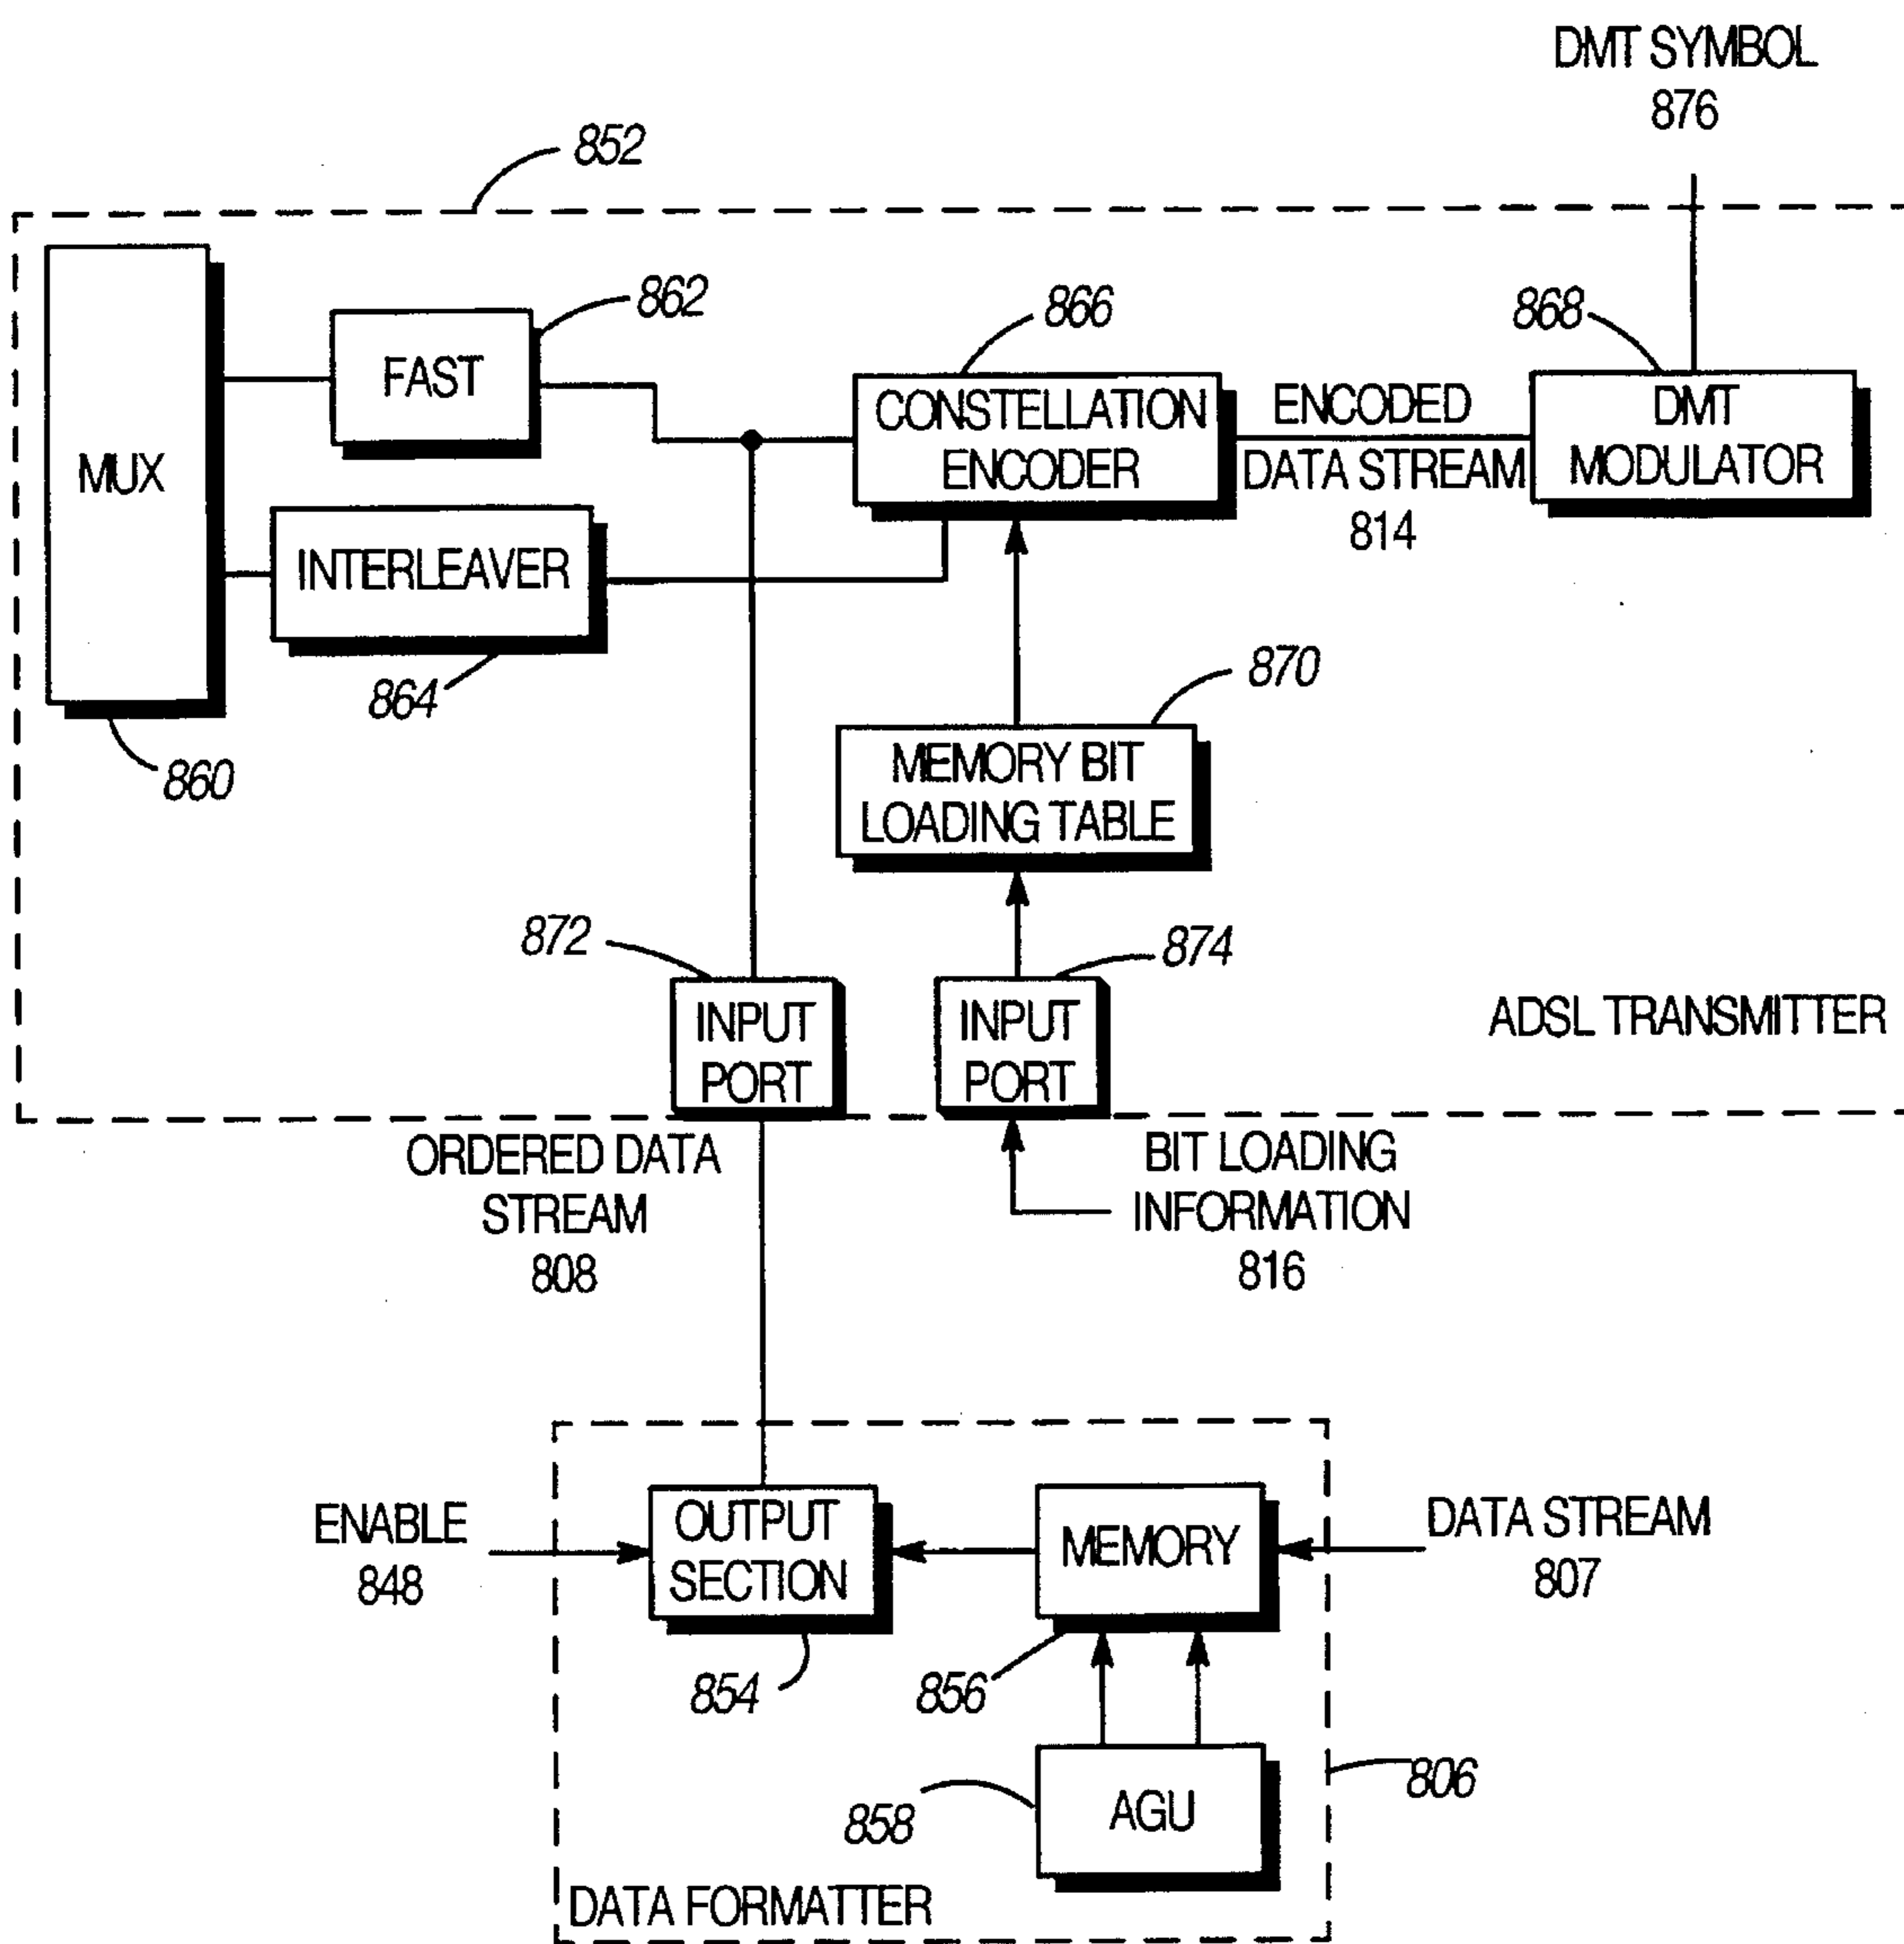 DMT SYMBOL
876
852
862
866
868
FAST
MUX
CONSTELLATION
ENCODER
ENCODED
DATA STREAM
814
DMT
MODULATOR
INTERLEAVER
864
870
860
MEMORY BIT
LOADING TABLE
872
874
INPUT
PORT
INPUT
PORT
ADSL TRANSMITTER
ORDERED DATA
STREAM
808
BIT LOADING
INFORMATION
816
ENABLE
848
OUTPUT
SECTION
MEMORY
DATA STREAM
807
854
856
858
AGU
806
DATA FORMATTER